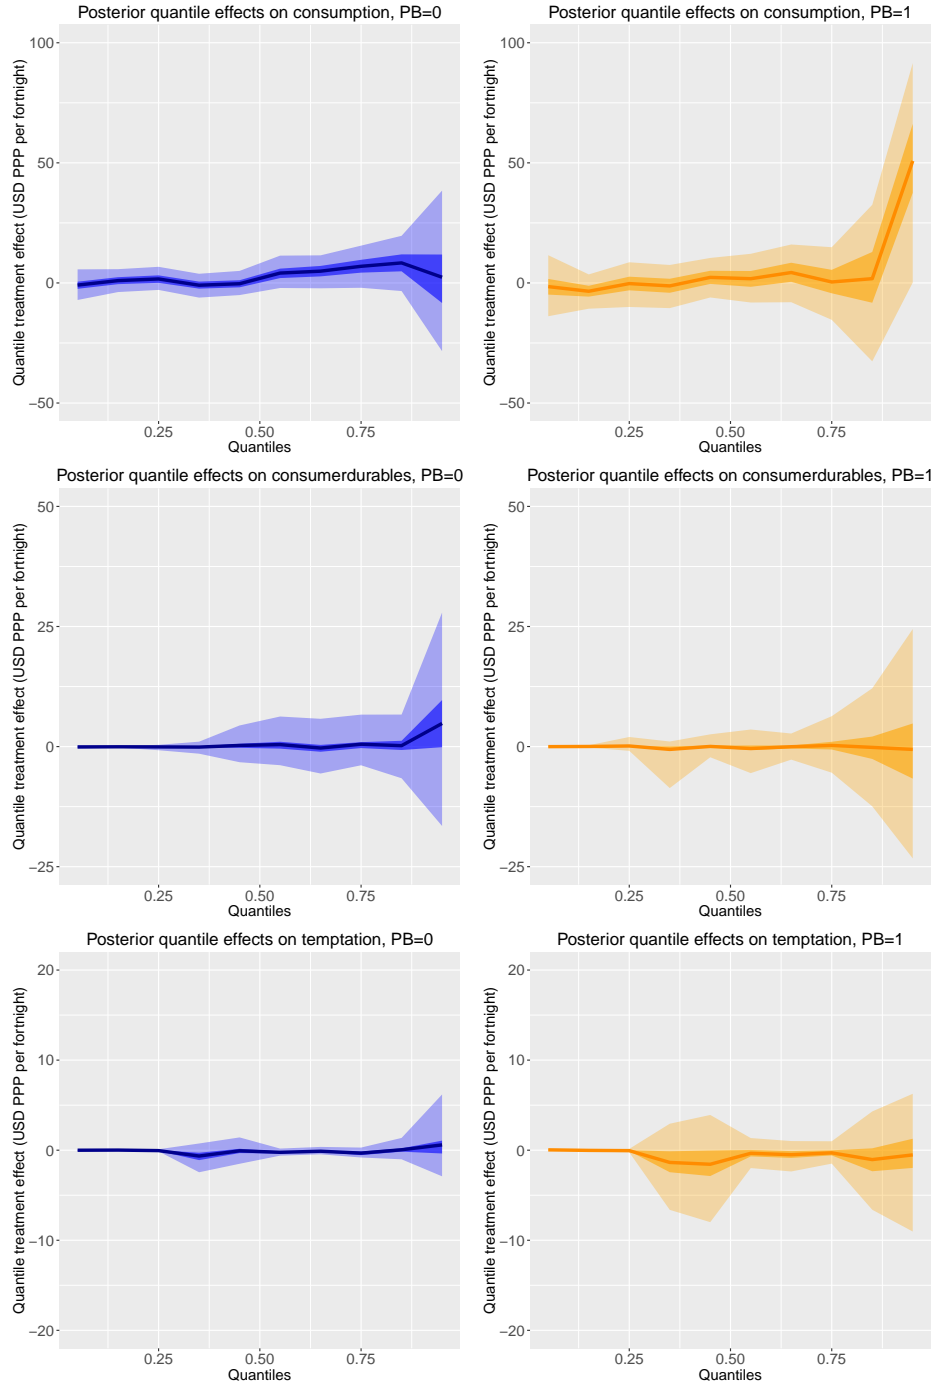 Posterior quantile effects on consumption, PB=0
Quantile treatment effect (USD PPP per fortnight)
100
50
0
−50
0.25 0.50 0.75
Quantiles
Posterior quantile effects on consumption, PB=1
Quantile treatment effect (USD PPP per fortnight)
100
50
0
−50
0.25 0.50 0.75
Quantiles
Posterior quantile effects on consumerdurables, PB=0
Quantile treatment effect (USD PPP per fortnight)
50
25
0
−25
0.25 0.50 0.75
Quantiles
Posterior quantile effects on consumerdurables, PB=1
Quantile treatment effect (USD PPP per fortnight)
50
25
0
−25
0.25 0.50 0.75
Quantiles
Posterior quantile effects on temptation, PB=0
Quantile treatment effect (USD PPP per fortnight)
20
10
0
−10
−20
0.25 0.50 0.75
Quantiles
Posterior quantile effects on temptation, PB=1
Quantile treatment effect (USD PPP per fortnight)
20
10
0
−10
−20
0.25 0.50 0.75
Quantiles